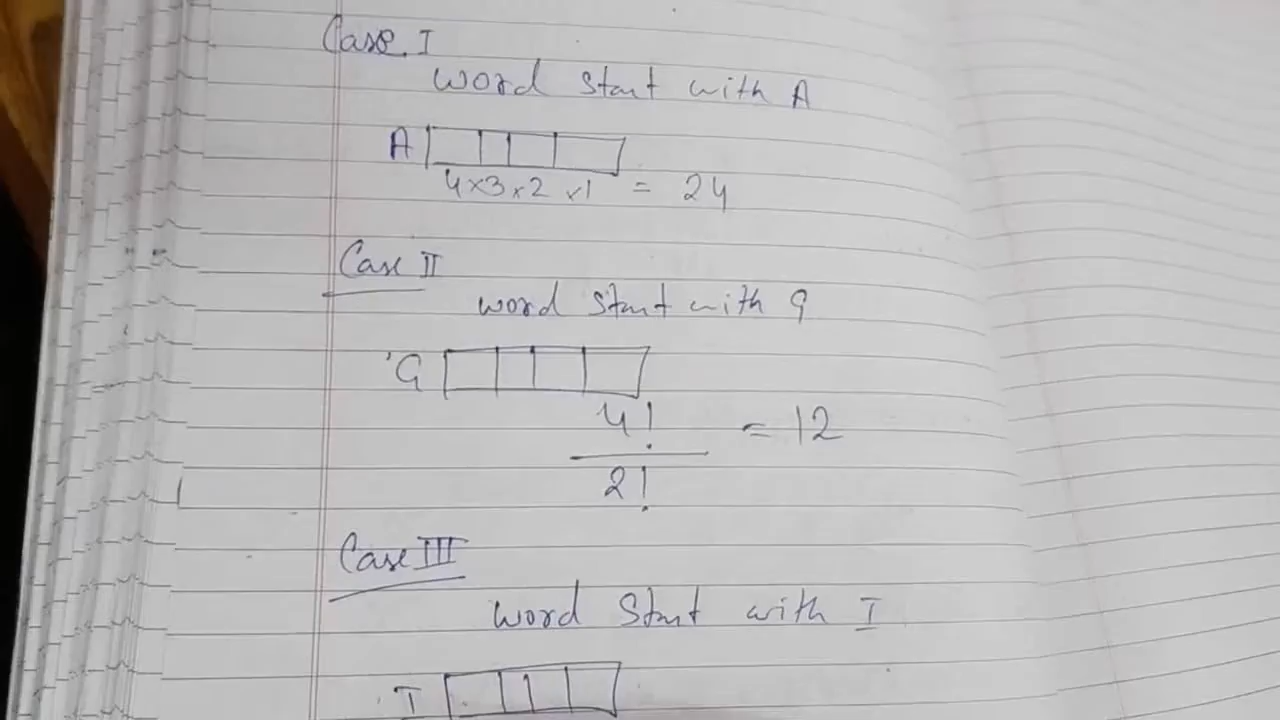 Case. I
word start with A
A
4×3×2×1 = 24
Case II
word start with G
G
4!
= 12
2!
Case III
word start with I
I